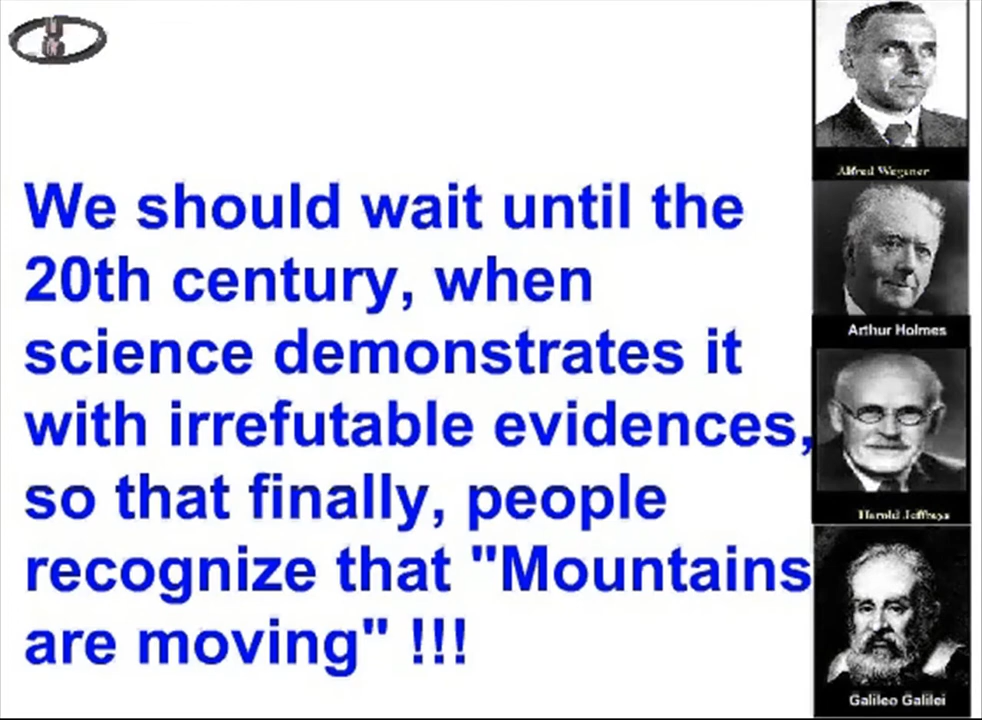 We should wait until the
20th century, when
science demonstrates it
with irrefutable evidences,
so that finally, people
recognize that "Mountains
are moving" !!!
Alfred Wegener
Arthur Holmes
Harold Jeffreys
Galileo Galilei